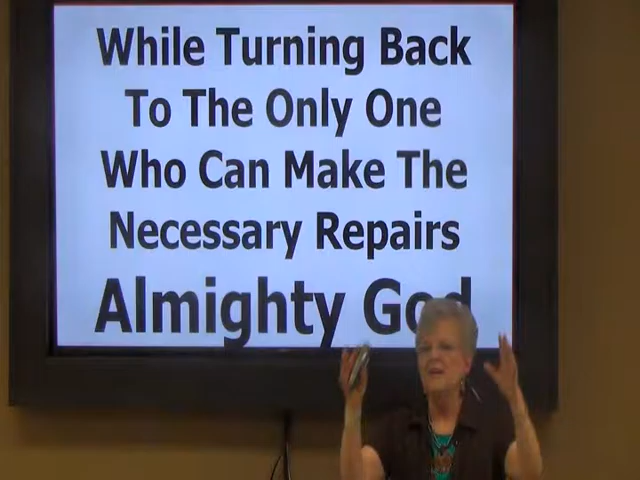 While Turning Back
To The Only One
Who Can Make The
Necessary Repairs
Almighty God